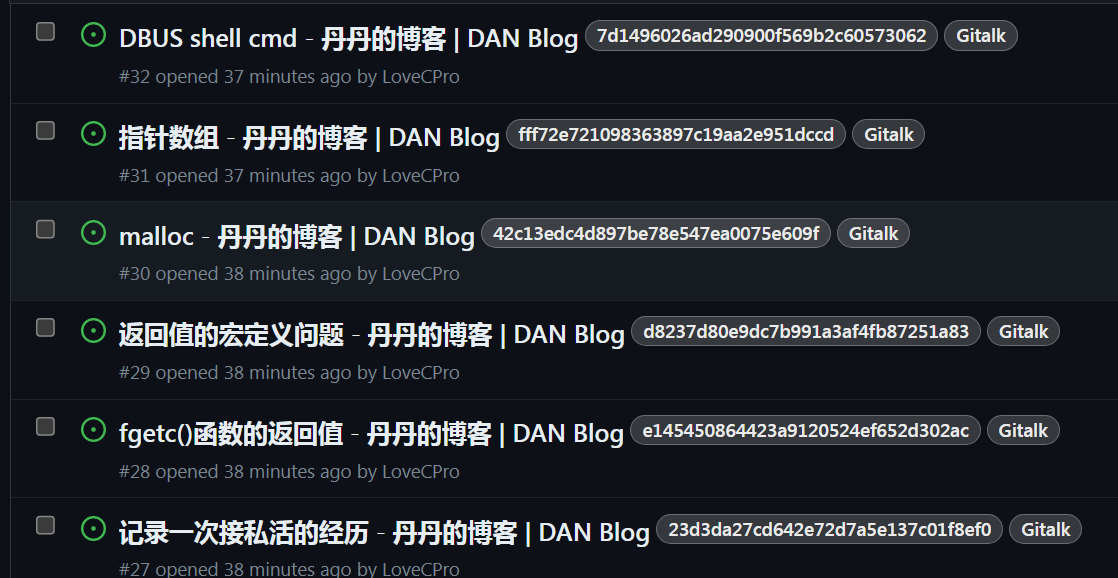 DBUS shell cmd - 丹丹的博客 | DAN Blog 7d1496026ad290900f569b2c60573062 Gitalk
#32 opened 37 minutes ago by LoveCPro
指针数组 - 丹丹的博客 | DAN Blog fff72e721098363897c19aa2e951dccd Gitalk
#31 opened 37 minutes ago by LoveCPro
malloc - 丹丹的博客 | DAN Blog 42c13edc4d897be78e547ea0075e609f Gitalk
#30 opened 38 minutes ago by LoveCPro
返回值的宏定义问题 - 丹丹的博客 | DAN Blog d8237d80e9dc7b991a3af4fb87251a83 Gitalk
#29 opened 38 minutes ago by LoveCPro
fgetc()函数的返回值 - 丹丹的博客 | DAN Blog e145450864423a9120524ef652d302ac Gitalk
#28 opened 38 minutes ago by LoveCPro
记录一次接私活的经历 - 丹丹的博客 | DAN Blog 23d3da27cd642e72d7a5e137c01f8ef0 Gitalk
#27 opened 38 minutes ago by LoveCPro